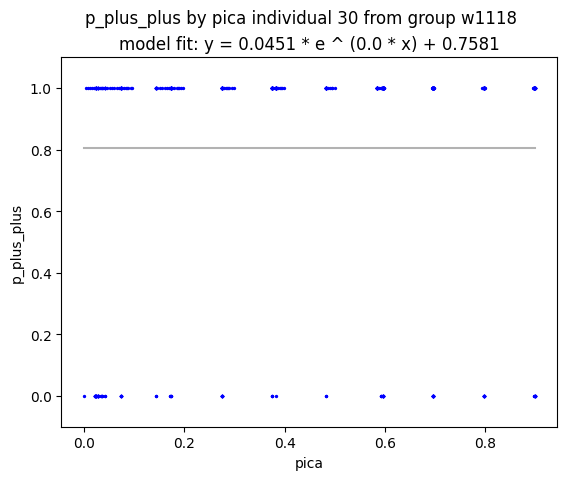 p_plus_plus by pica individual 30 from group w1118
model fit: y = 0.0451 * e ^ (0.0 * x) + 0.7581
1.0
0.8
0.6
0.4
0.2
0.0
p_plus_plus
0.0 0.2 0.4 0.6 0.8
pica